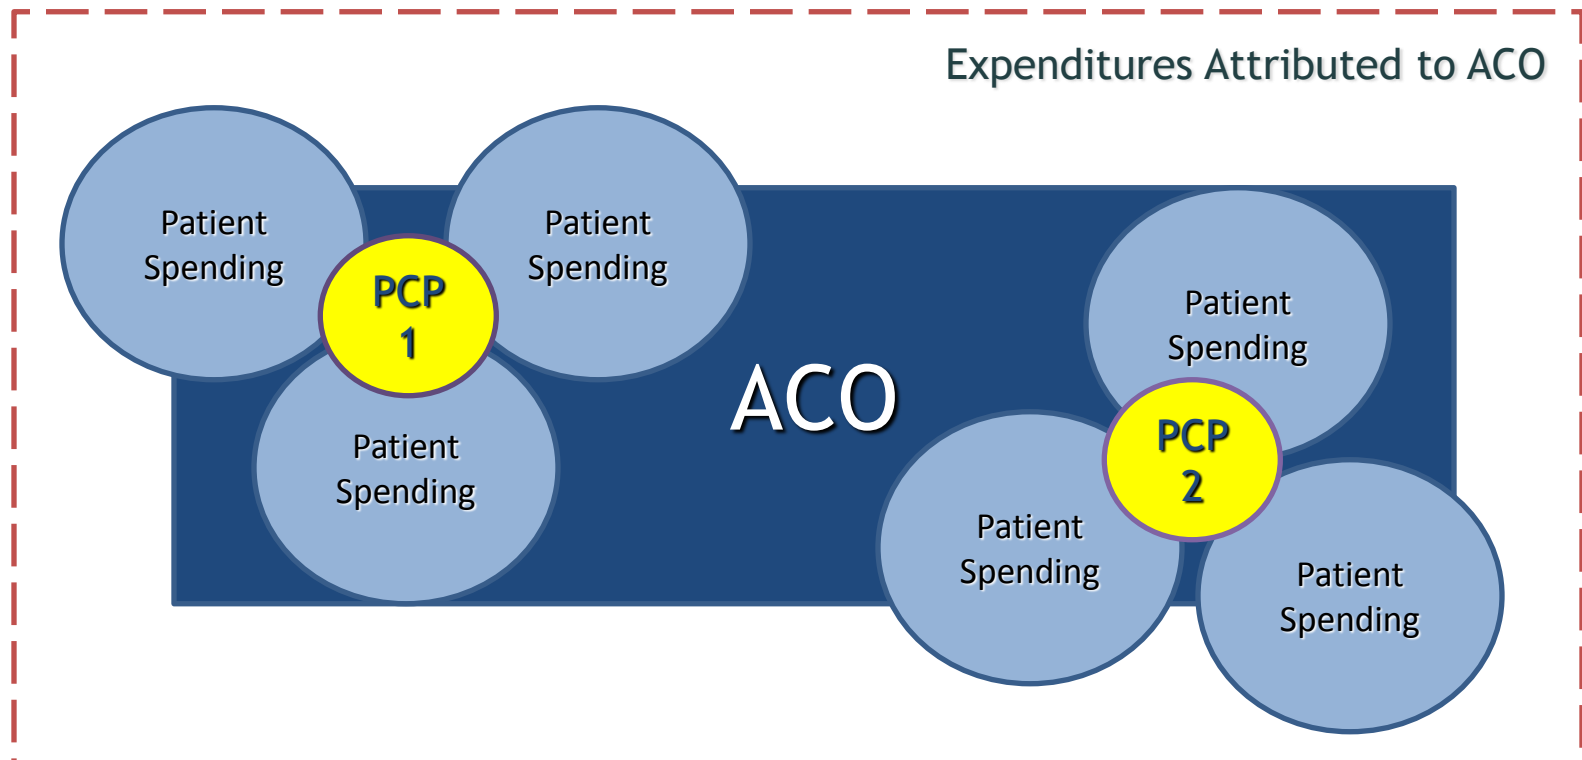 Expenditures Attributed to ACO
Patient
Spending
Patient
Spending
PCP
1
Patient
Spending
ACO
Patient
Spending
PCP
2
Patient
Spending
Patient
Spending